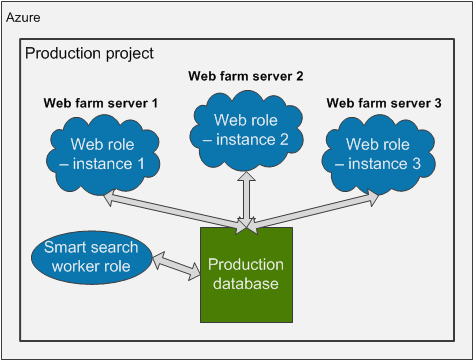 Azure
Production project
Web farm server 1
Web farm server 2
Web farm server 3
Web role
– instance 1
Web role
– instance 2
Web role
– instance 3
Smart search
worker role
Production
database